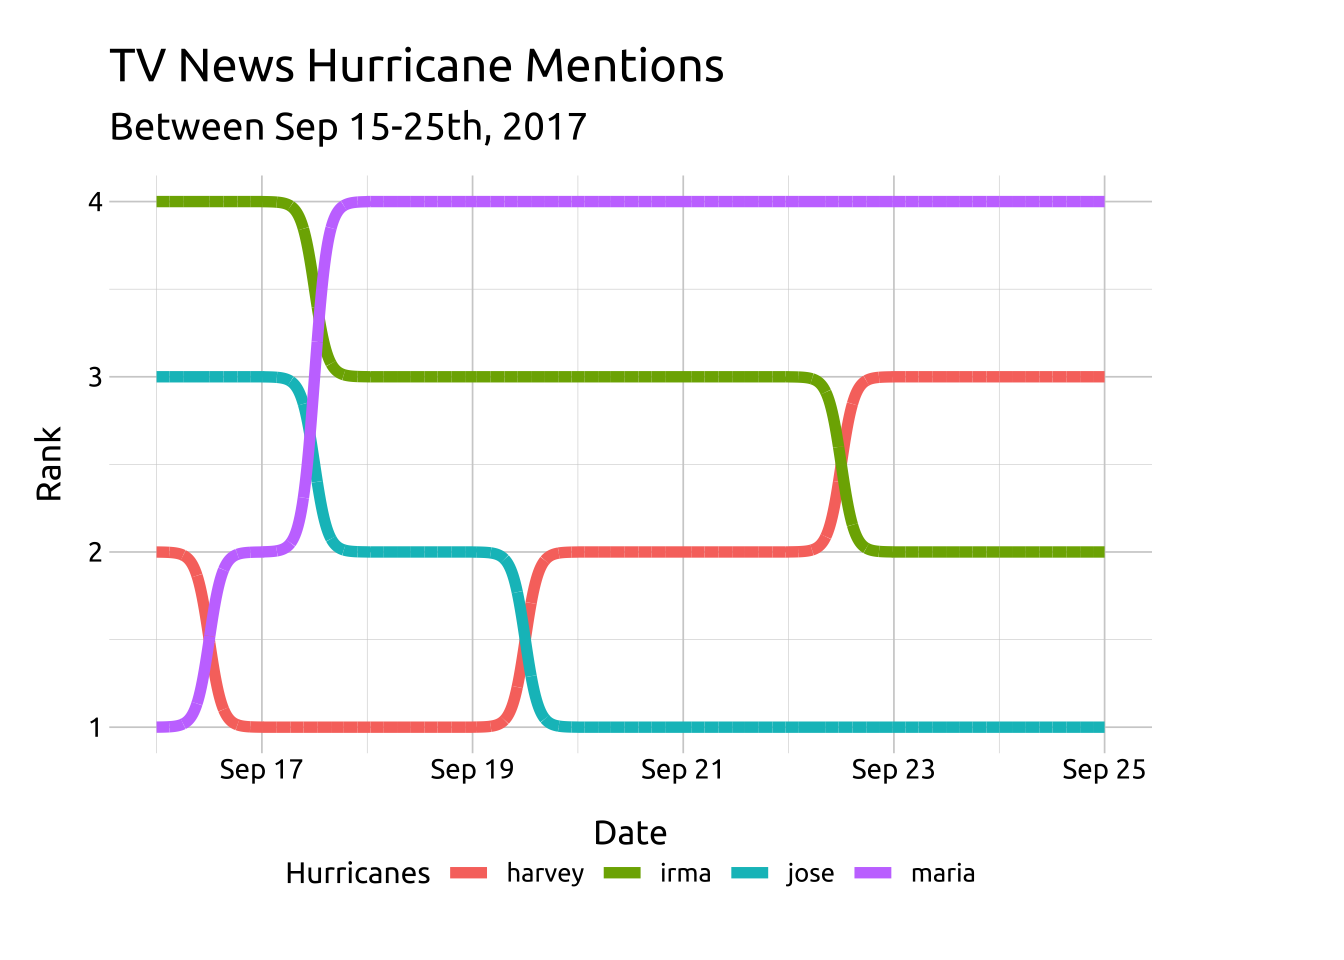 TV News Hurricane Mentions
Between Sep 15-25th, 2017
Rank
4
3
2
1
Sep 17 Sep 19 Sep 21 Sep 23 Sep 25
Date
Hurricanes harvey irma jose maria